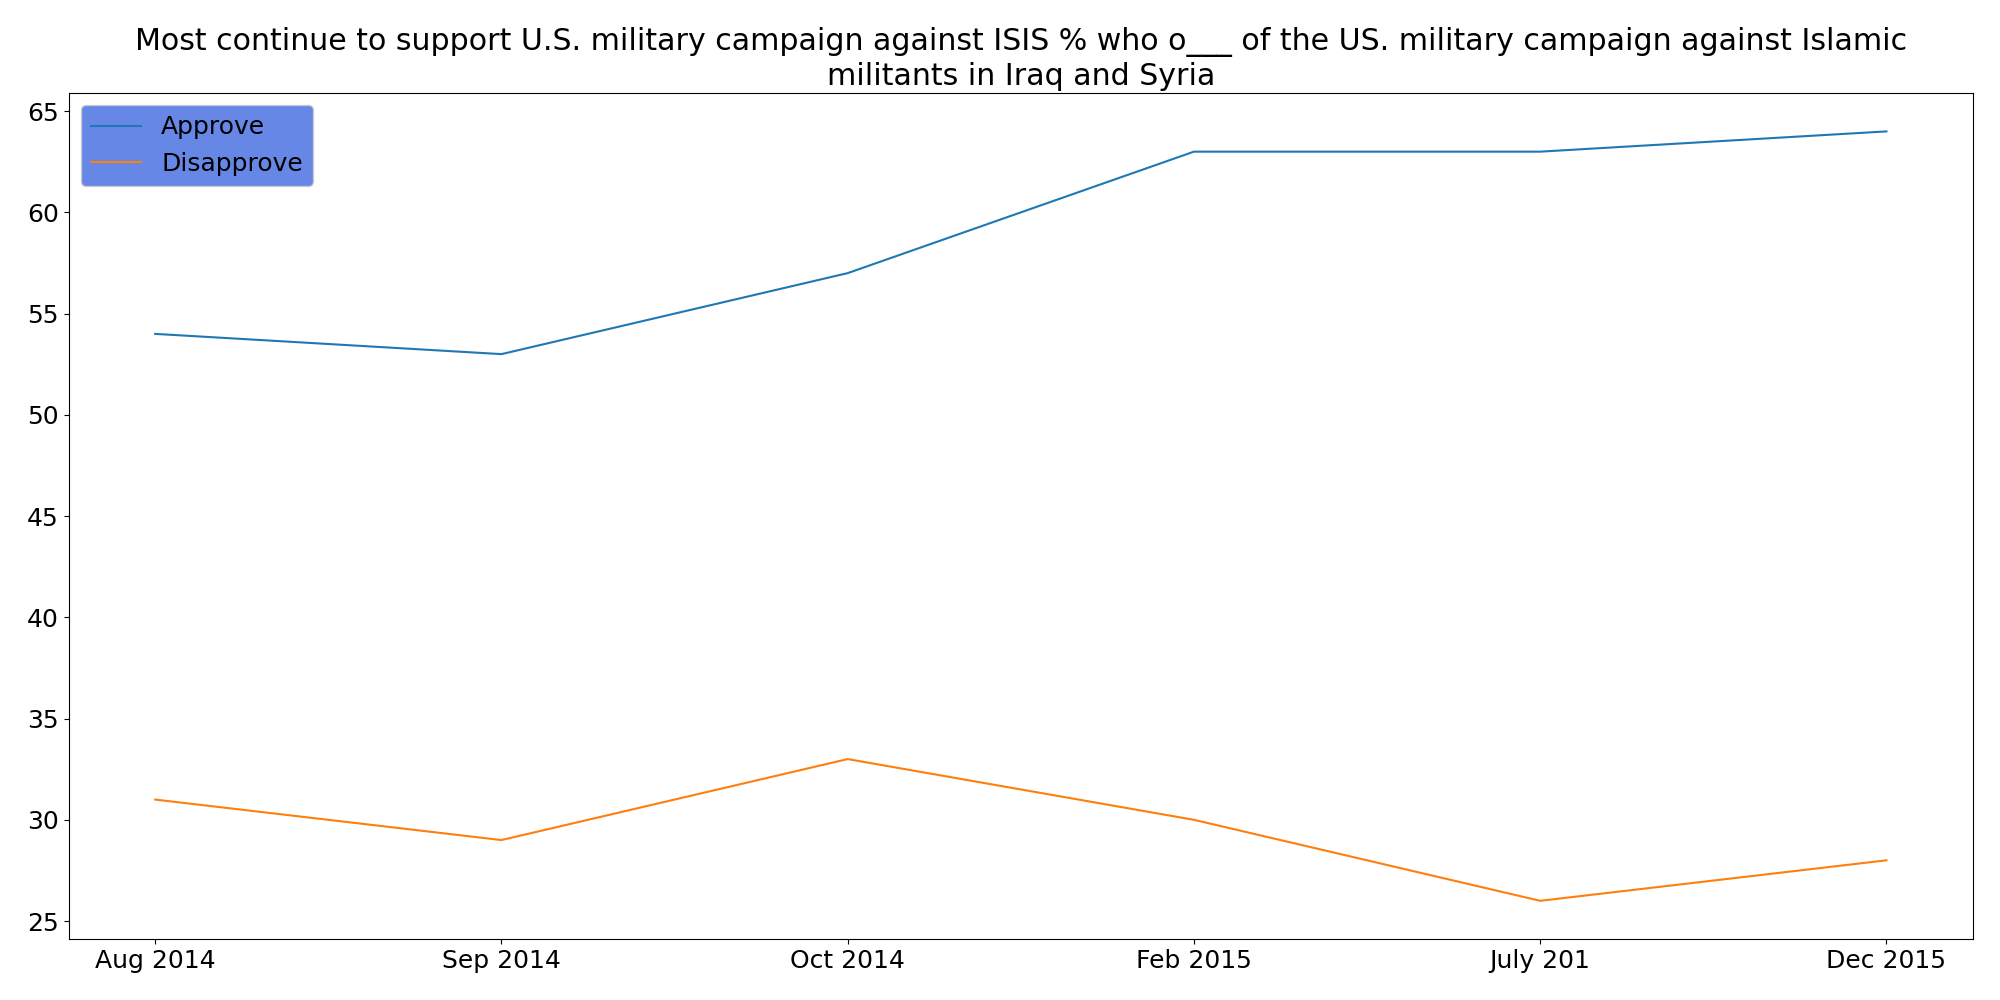 Most continue to support U.S. military campaign against ISIS % who o___ of the US. military campaign against Islamic
militants in Iraq and Syria
Approve
Disapprove
65
60
55
50
45
40
35
30
25
Aug 2014 Sep 2014 Oct 2014 Feb 2015 July 201 Dec 2015